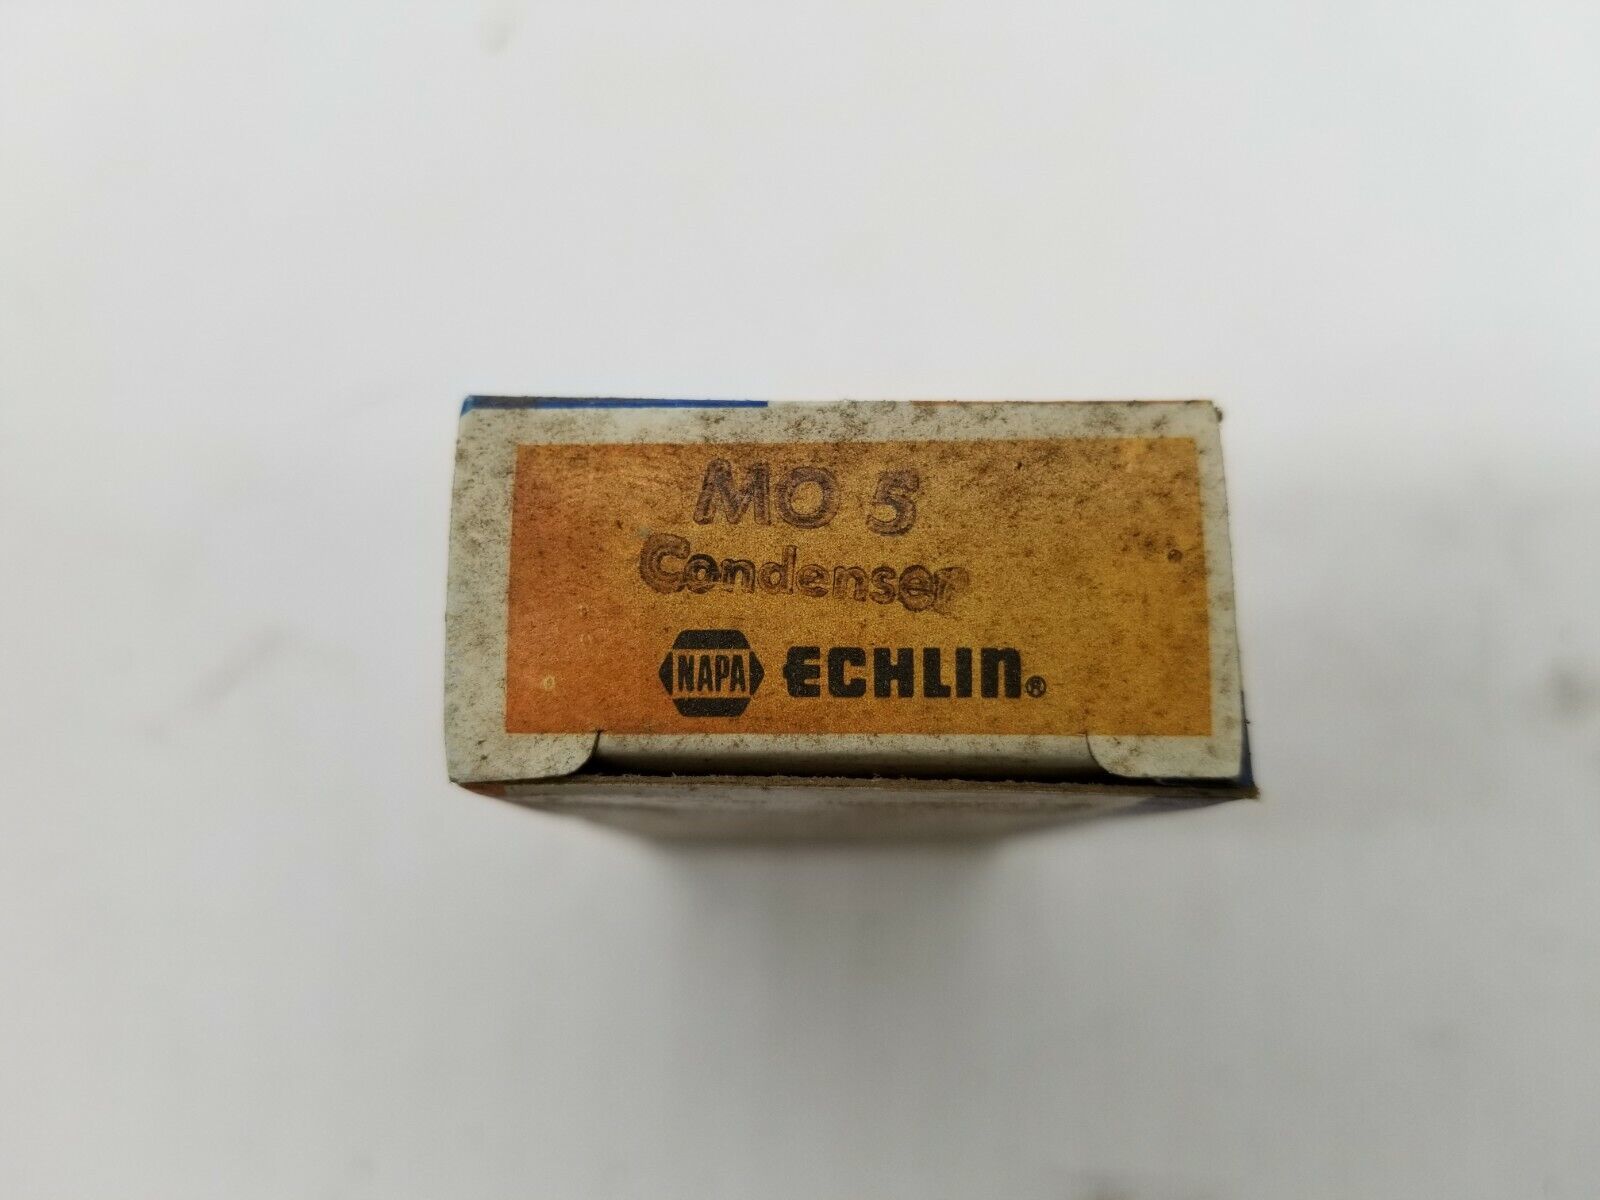 MO 5
Condenser
NAPA ECHLIN®